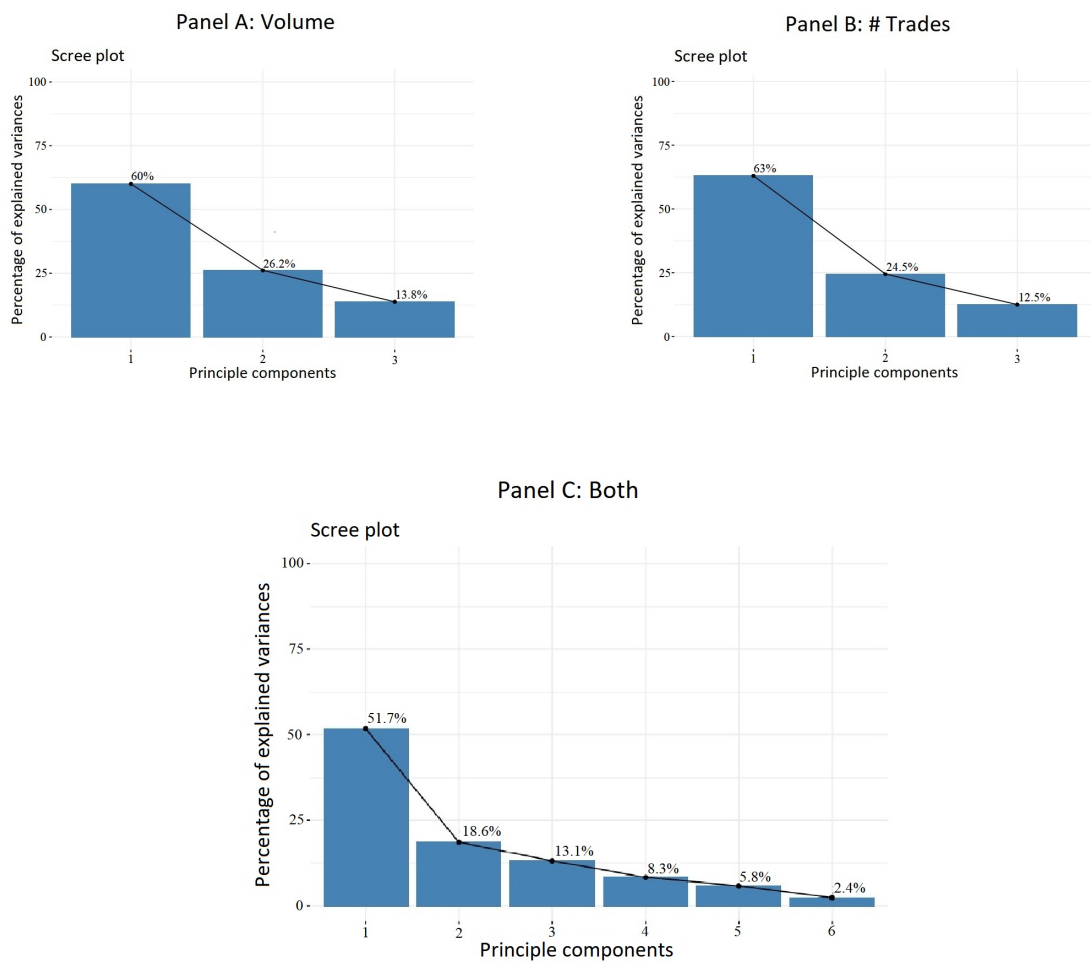 Panel A: Volume
Scree plot
Percentage of explained variances
100
75
50
25
0
60%
26.2%
13.8%
1 2 3
Principle components
Panel B: # Trades
Scree plot
Percentage of explained variances
100
75
50
25
0
63%
24.5%
12.5%
1 2 3
Principle components
Panel C: Both
Scree plot
Percentage of explained variances
100
75
50
25
0
51.7%
18.6%
13.1%
8.3%
5.8%
2.4%
1 2 3 4 5 6
Principle components